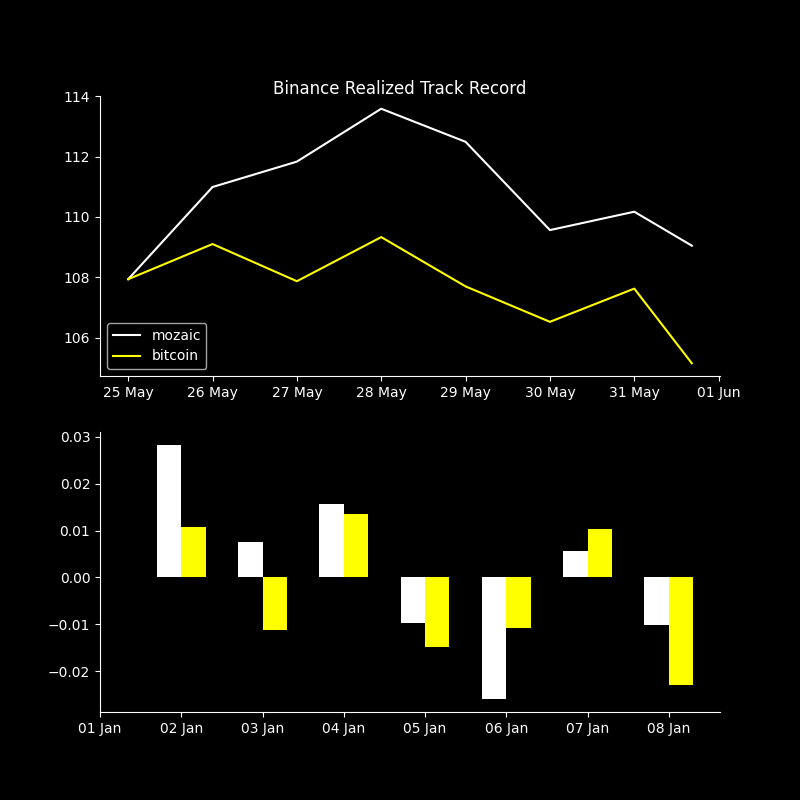 Binance Realized Track Record
114
112
110
108
106
mozaic
bitcoin
25 May 26 May 27 May 28 May 29 May 30 May 31 May 01 Jun
0.03
0.02
0.01
0.00
−0.01
−0.02
01 Jan 02 Jan 03 Jan 04 Jan 05 Jan 06 Jan 07 Jan 08 Jan